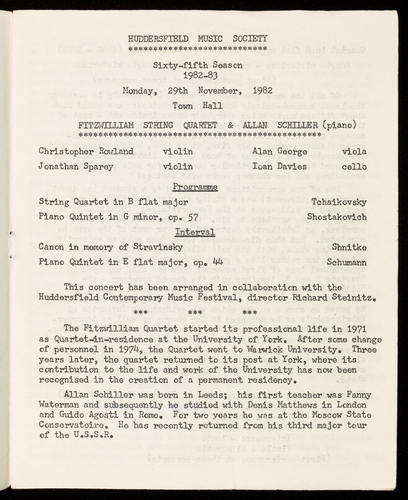 HUDDERSFIELD MUSIC SOCIETY
****************************
Sixty-fifth Season
1982-83
Monday, 29th November, 1982
Town Hall
FITZWILLIAM STRING QUARTET & ALLAN SCHILLER (piano)
************************************************
Christopher Rowland violin Alan George viola
Jonathan Sparey violin Ioan Davies cello
Programme
String Quartet in B flat major Tchaikovsky
Piano Quintet in G minor, op. 57 Shostakovich
Interval
Canon in memory of Stravinsky Shnitke
Piano Quintet in E flat major, op. 44 Schumann
This concert has been arranged in collaboration with the
Huddersfield Contemporary Music Festival, director Richard Steinitz.
*** *** ***
The Fitzwilliam Quartet started its professional life in 1971
as Quartet-in-residence at the University of York. After some change
of personnel in 1974, the Quartet went to Warwick University. Three
years later, the quartet returned to its post at York, where its
contribution to the life and work of the University has now been
recognised in the creation of a permanent residency.
Allan Schiller was born in Leeds; his first teacher was Fanny
Waterman and subsequently he studied with Denis Matthews in London
and Guido Agosti in Rome. For two years he was at the Moscow State
Conservatoire. He has recently returned from his third major tour
of the U.S.S.R.